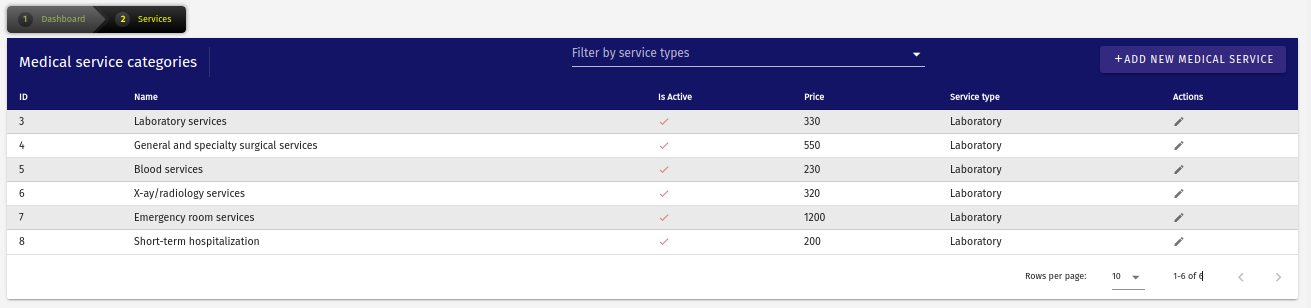 1 Dashboard 2 Services
Medical service categories Filter by service types +ADD NEW MEDICAL SERVICE
ID Name Is Active Price Service type Actions
3 Laboratory services 330 Laboratory
4 General and specialty surgical services 550 Laboratory
5 Blood services 230 Laboratory
6 X-ay/radiology services 320 Laboratory
7 Emergency room services 1200 Laboratory
8 Short-term hospitalization 200 Laboratory
Rows per page: 10 1-6 of 6